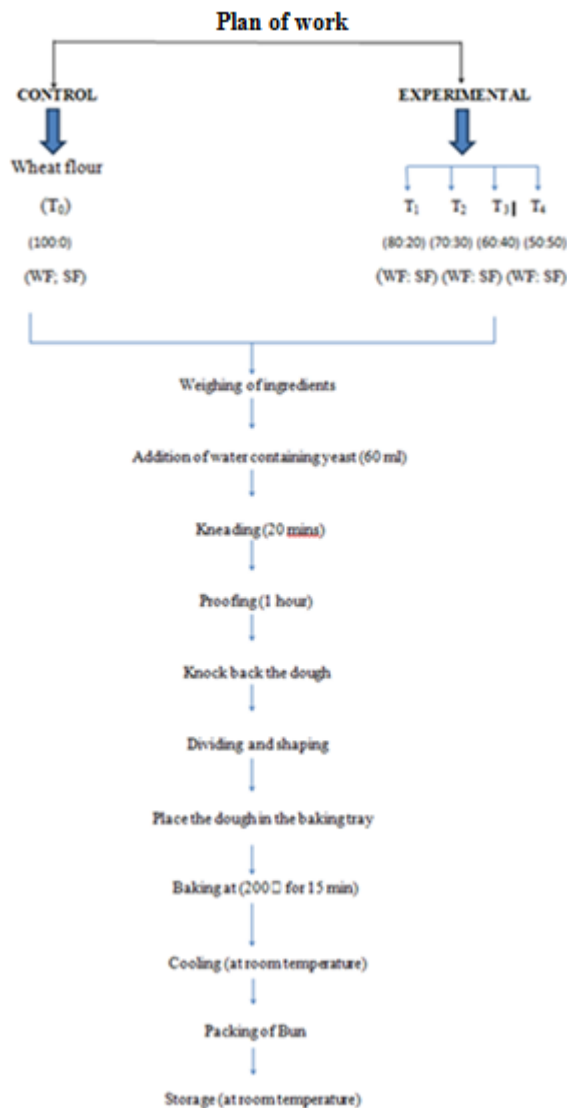 Plan of work
CONTROL EXPERIMENTAL
Wheat flour
(T₀) T₁ T₂ T₃ T₄
(100:0) (80:20) (70:30) (60:40) (50:50)
(WF; SF) (WF: SF) (WF: SF) (WF: SF)
Weighing of ingredients
Addition of water containing yeast (60 ml)
Kneading (20 mins)
Proofing (1 hour)
Knock back the dough
Dividing and shaping
Place the dough in the baking tray
Baking at (200 □ for 15 min)
Cooling (at room temperature)
Packing of Bun
Storage (at room temperature)